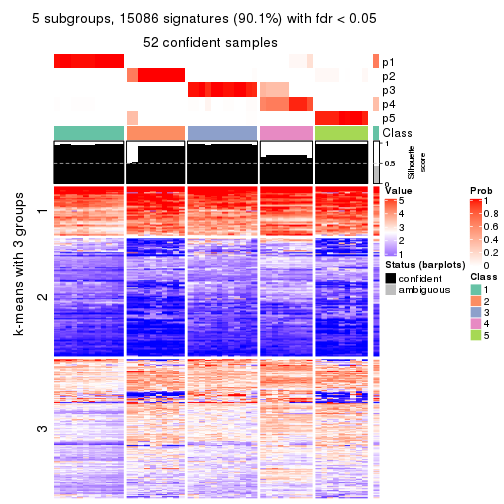 5 subgroups, 15086 signatures (90.1%) with fdr < 0.05
52 confident samples
p1
p2
p3
p4
p5
Class
1
0.5
0
Silhouette
score
k-means with 3 groups
1
2
3
Value
5
4
3
2
1
Status (barplots)
confident
ambiguous
Prob
1
0.8
0.6
0.4
0.2
0
Class
1
2
3
4
5